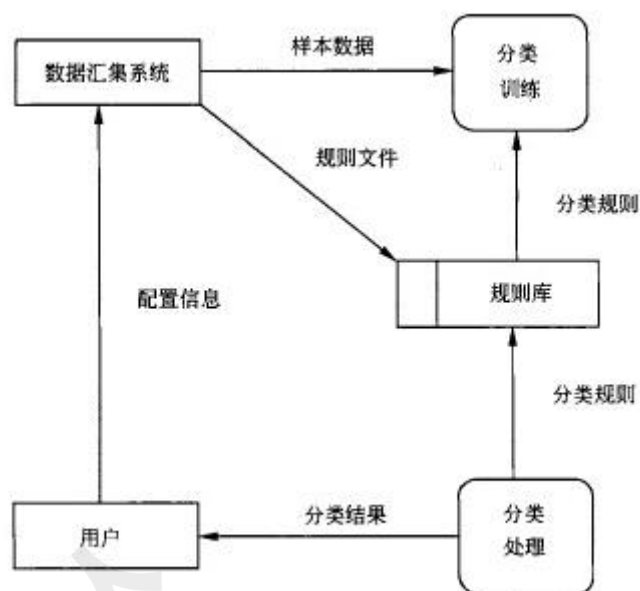 样本数据
数据汇集系统
分类
训练
规则文件
分类规则
配置信息
规则库
分类规则
用户
分类结果
分类
处理